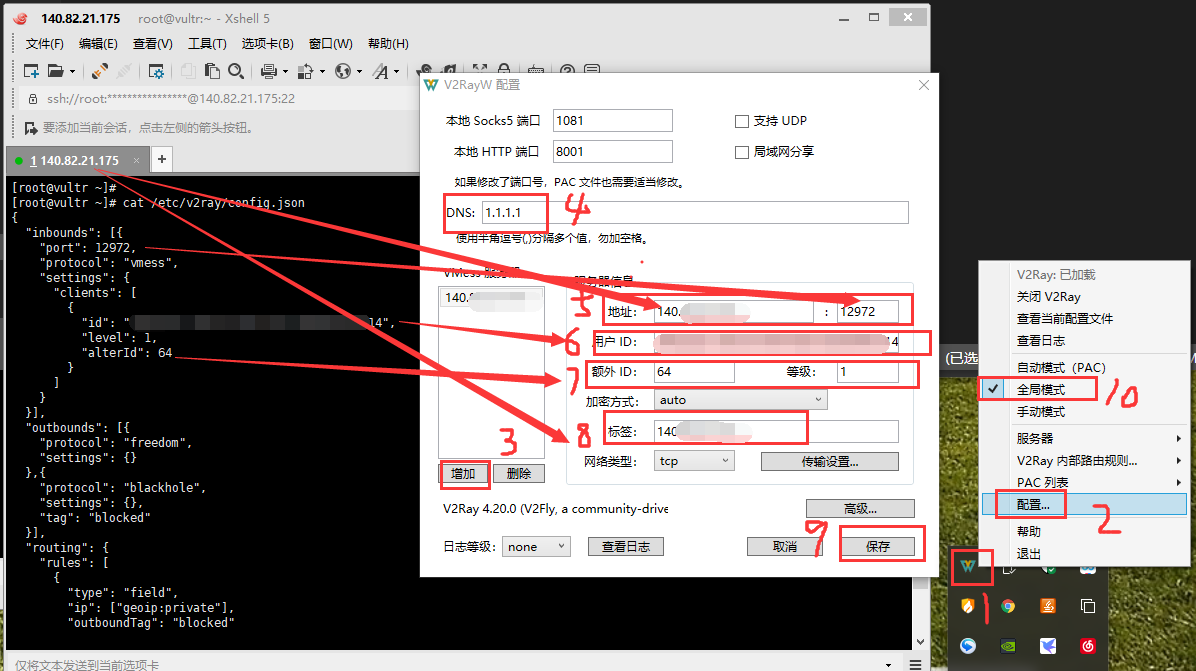 140.82.21.175 root@vultr:~ - Xshell 5
文件(F) 编辑(E) 查看(V) 工具(T) 选项卡(B) 窗口(W) 帮助(H)
ssh://root:****************@140.82.21.175:22
要添加当前会话，点击左侧的箭头按钮。
1 140.82.21.175 × +
[root@vultr ~]#
[root@vultr ~]# cat /etc/v2ray/config.json
{
"inbounds": [{
"port": 12972,
"protocol": "vmess",
"settings": {
"clients": [
{
"id": " 14",
"level": 1,
"alterId": 64
}
]
}
}],
"outbounds": [{
"protocol": "freedom",
"settings": {}
},{
"protocol": "blackhole",
"settings": {},
"tag": "blocked"
}],
"routing": {
"rules": [
{
"type": "field",
"ip": ["geoip:private"],
"outboundTag": "blocked"
仅将文本发送到当前选项卡
V2RayW 配置
本地 Socks5 端口 1081 支持 UDP
本地 HTTP 端口 8001 局域网分享
如果修改了端口号，PAC 文件也需要适当修改。
DNS: 1.1.1.1 4
使用半角逗号(,)分隔多个值，勿加空格。
VMess 服务器
服务器信息
140.
5
地址: 140. : 12972
6 用户 ID: 14
7 额外 ID: 64 等级: 1
加密方式: auto
8 标签: 140
网络类型: tcp 传输设置...
3
增加 删除
V2Ray 4.20.0 (V2Fly, a community-drive
高级...
日志等级: none 查看日志 取消 9 保存
V2Ray: 已加载
关闭 V2Ray
查看当前配置文件
查看日志
自动模式（PAC）
全局模式 10
手动模式
服务器
V2Ray 内部路由规则...
PAC 列表
配置... 2
帮助
退出
1
(已选